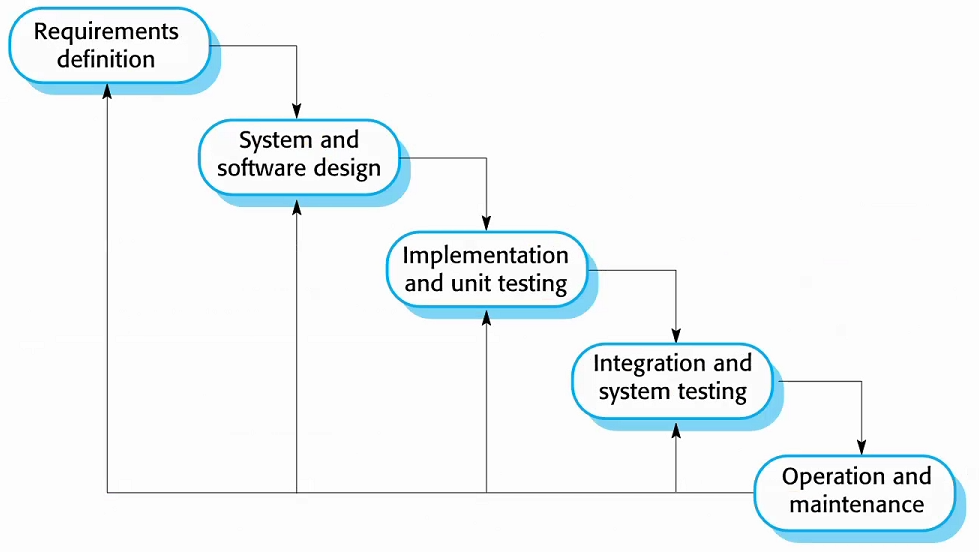 Requirements
definition
System and
software design
Implementation
and unit testing
Integration and
system testing
Operation and
maintenance